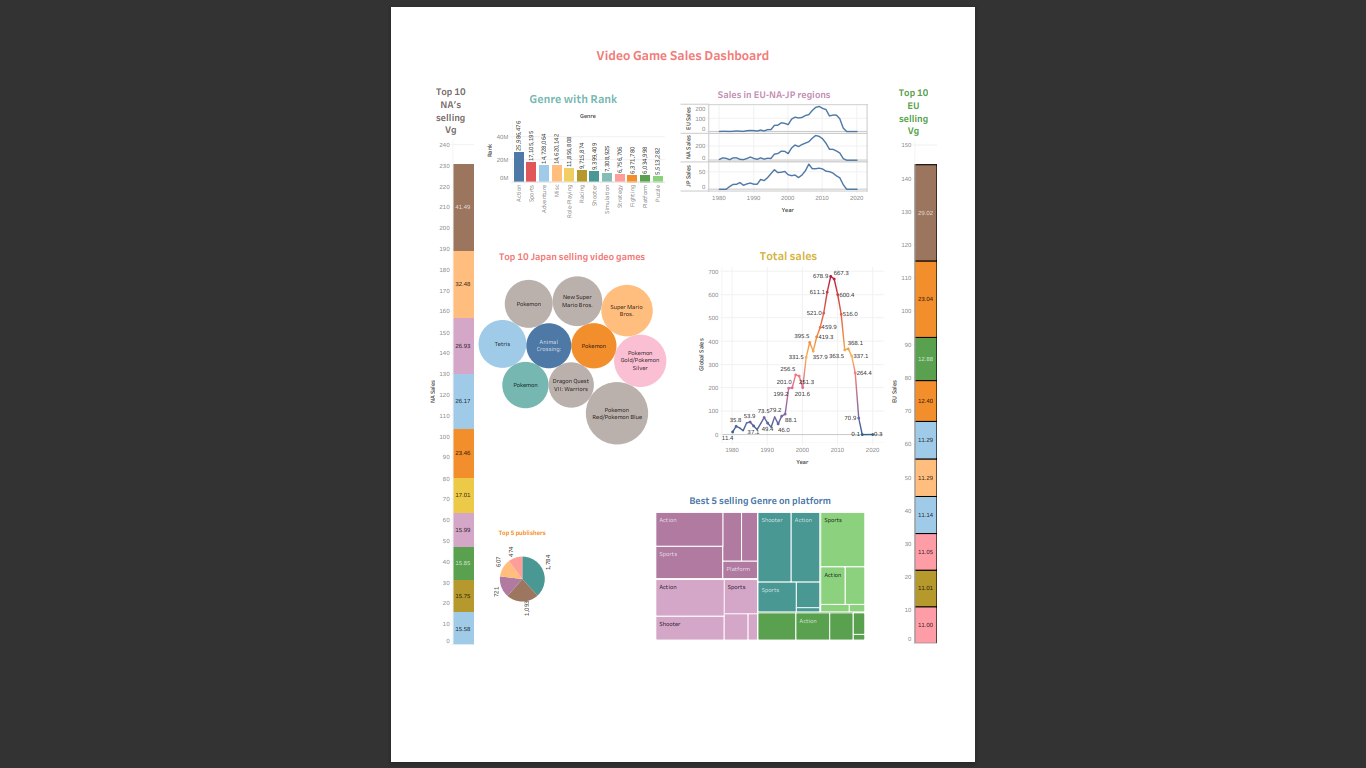 Video Game Sales Dashboard
Top 10
NA's
selling
Vg
240
230
220
210
200
190
180
170
160
150
140
130
120
110
100
90
80
70
60
50
40
30
20
10
0
NA Sales
41.49
32.48
26.93
26.17
23.46
17.01
15.99
15.85
15.75
15.58
Genre with Rank
Genre
Rank
40M
20M
0M
25,986,476
17,105,195
14,728,064
14,620,142
11,856,808
9,715,874
9,399,409
7,308,925
6,756,706
6,371,780
6,034,998
5,513,282
Action
Sports
Adventure
Misc
Role-Playing
Racing
Shooter
Simulation
Strategy
Fighting
Platform
Puzzle
Sales in EU-NA-JP regions
EU Sales
200
100
0
NA Sales
200
0
JP Sales
50
0
1980
1990
2000
2010
2020
Year
Top 10
EU
selling
Vg
150
140
130
120
110
100
90
80
70
60
50
40
30
20
10
0
EU Sales
29.02
23.04
12.88
12.40
11.29
11.29
11.14
11.05
11.01
11.00
Top 10 Japan selling video games
Pokemon
New Super
Mario Bros.
Super Mario
Bros.
Tetris
Animal
Crossing:
Pokemon
Pokemon
Gold/Pokemon
Silver
Pokemon
Dragon Quest
VII: Warriors
Pokemon
Red/Pokemon Blue
Total sales
Global Sales
700
600
500
400
300
200
100
0
678.9
667.3
611.1
600.4
521.0
516.0
459.9
419.3
395.5
368.1
357.9
363.5
337.1
331.5
256.5
264.4
201.0
199.2
201.6
73.5
79.2
88.1
53.9
35.8
37.1
49.4
46.0
11.4
70.9
0.1
0.3
1980
1990
2000
2010
2020
Year
Top 5 publishers
474
607
721
1,784
Best 5 selling Genre on platform
Action
Sports
Platform
Action
Sports
Shooter
Shooter
Action
Sports
Sports
Action
Action